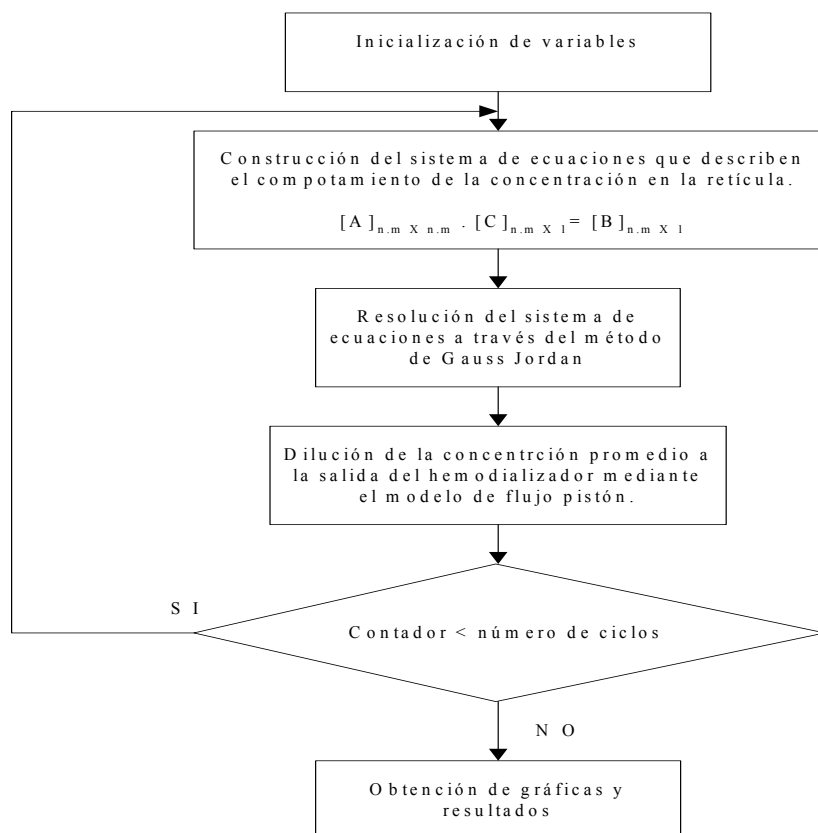 Inicialización de variables
Construcción del sistema de ecuaciones que describen
el compotamiento de la concentración en la retícula.
[A]n.m X n.m . [C]n.m X 1= [B]n.m X 1
Resolución del sistema de
ecuaciones a través del método
de Gauss Jordan
Dilución de la concentrción promedio a
la salida del hemodializador mediante
el modelo de flujo pistón.
SI
Contador < número de ciclos
NO
Obtención de gráficas y
resultados